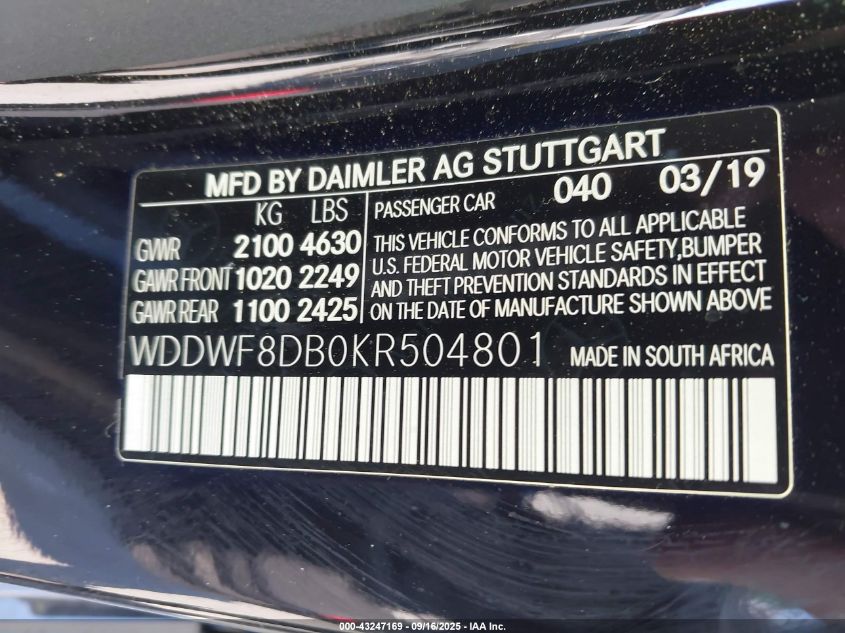 MFD BY DAIMLER AG STUTTGART
KG LBS PASSENGER CAR 040 03/19
GVWR 2100 4630 THIS VEHICLE CONFORMS TO ALL APPLICABLE
GAWR FRONT 1020 2249 U.S. FEDERAL MOTOR VEHICLE SAFETY,BUMPER
GAWR REAR 1100 2425 AND THEFT PREVENTION STANDARDS IN EFFECT
ON THE DATE OF MANUFACTURE SHOWN ABOVE
WDDWF8DB0KR504801 MADE IN SOUTH AFRICA
000-43247169 - 09/16/2025 - IAA Inc.